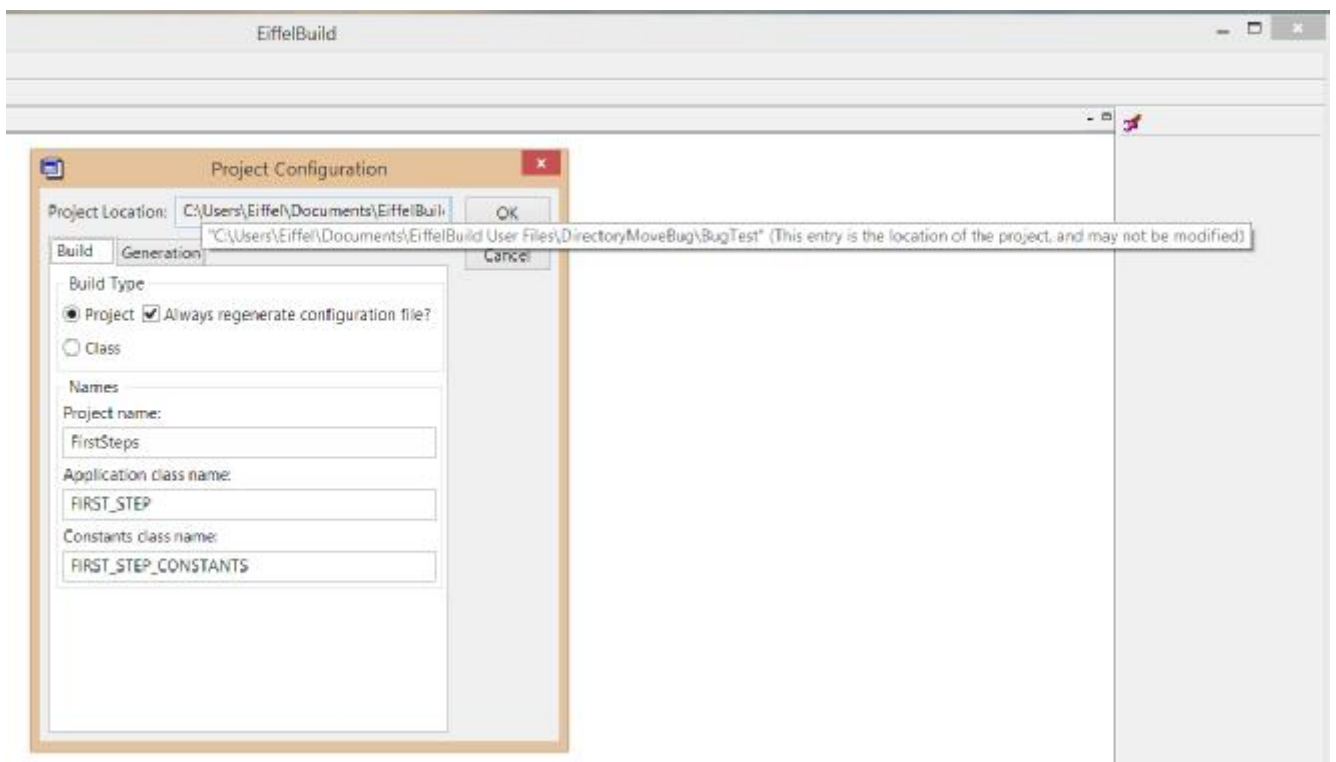 EiffelBuild
Project Configuration
Project Location: C:\Users\Eiffel\Documents\EiffelBuil
OK
"C:\Users\Eiffel\Documents\EiffelBuild User Files\DirectoryMoveBug\BugTest" (This entry is the location of the project, and may not be modified)
Build Generation
Cancel
Build Type
Project Always regenerate configuration file?
Class
Names
Project name:
FirstSteps
Application class name:
FIRST_STEP
Constants class name:
FIRST_STEP_CONSTANTS